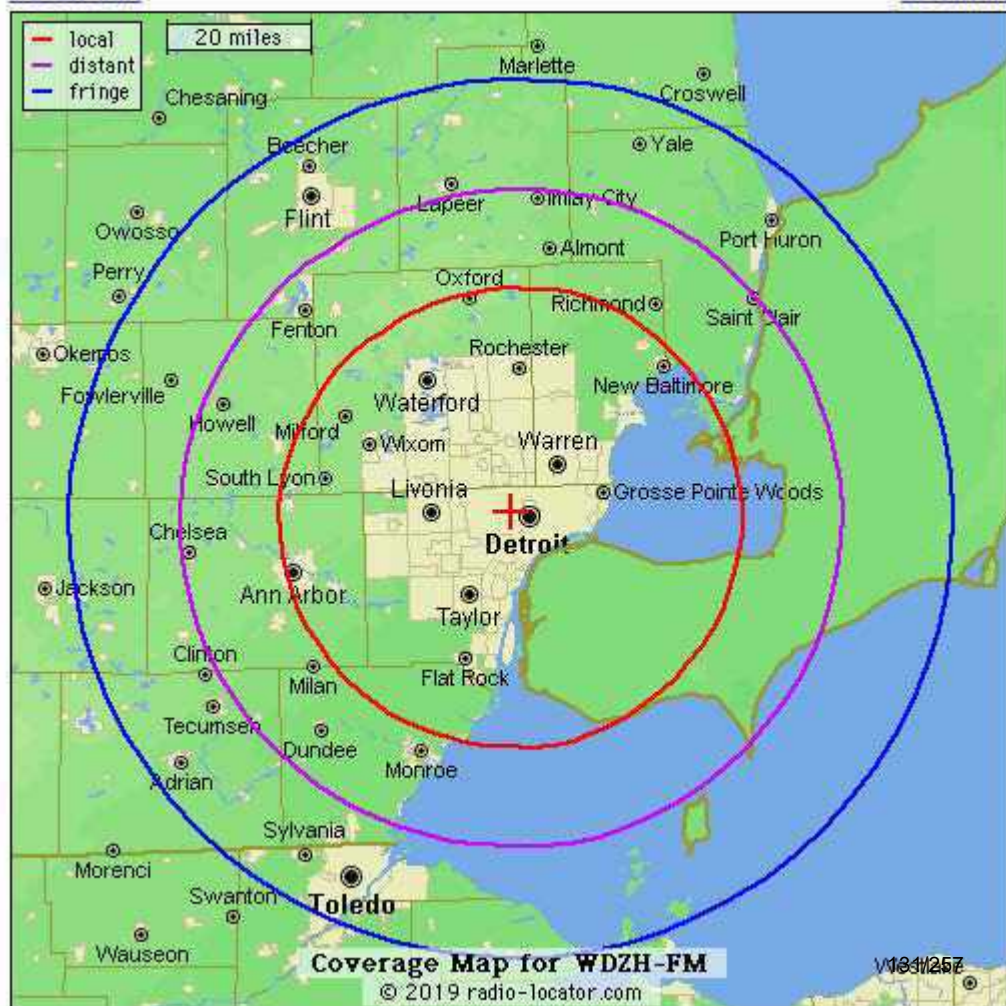 local
distant
fringe
20 miles
Marlette
Croswell
Chesaning
Beecher
Yale
Flint
Lapeer
Imlay City
Owosso
Port Huron
Almont
Perry
Oxford
Richmond
Fenton
Saint Clair
Okemos
Rochester
Fowlerville
New Baltimore
Waterford
Howell
Milford
Wixom
Warren
South Lyon
Livonia
Grosse Pointe Woods
Chelsea
Detroit
Jackson
Ann Arbor
Taylor
Clinton
Milan
Flat Rock
Tecumseh
Dundee
Monroe
Adrian
Sylvania
Morenci
Toledo
Swanton
Wauseon
Coverage Map for WDZH-FM
131/257
© 2019 radio-locator.com